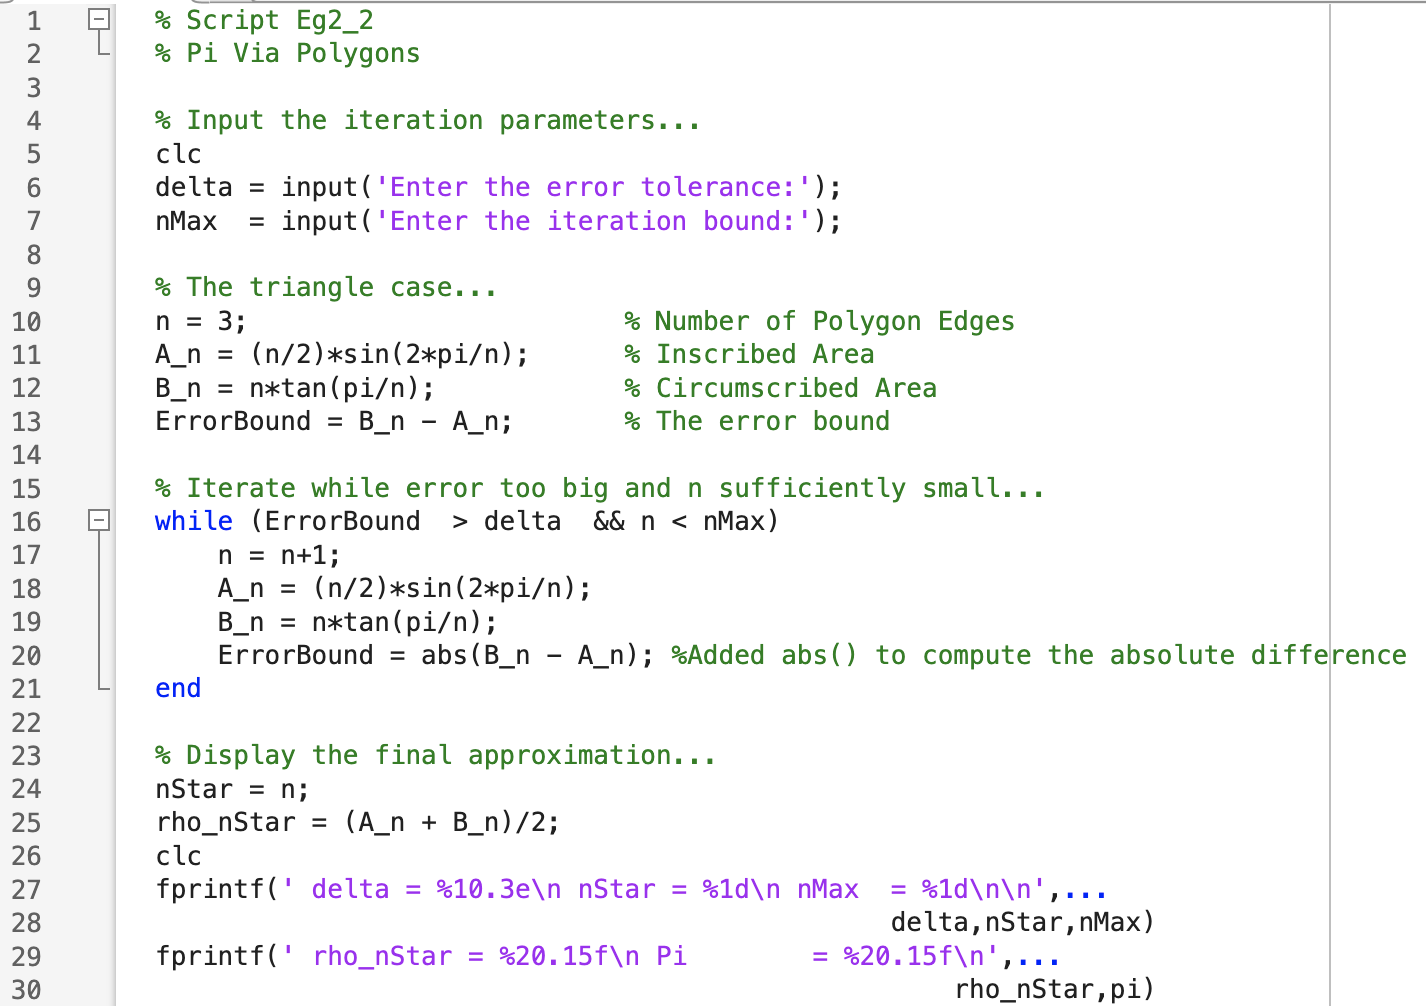 1 % Script Eg2_2
2 % Pi Via Polygons
3
4 % Input the iteration parameters...
5 clc
6 delta = input('Enter the error tolerance:');
7 nMax  = input('Enter the iteration bound:');
8
9 % The triangle case...
10 n = 3;                        % Number of Polygon Edges
11 A_n = (n/2)*sin(2*pi/n);      % Inscribed Area
12 B_n = n*tan(pi/n);            % Circumscribed Area
13 ErrorBound = B_n - A_n;       % The error bound
14
15 % Iterate while error too big and n sufficiently small...
16 while (ErrorBound  > delta  && n < nMax)
17     n = n+1;
18     A_n = (n/2)*sin(2*pi/n);
19     B_n = n*tan(pi/n);
20     ErrorBound = abs(B_n - A_n); %Added abs() to compute the absolute difference
21 end
22
23 % Display the final approximation...
24 nStar = n;
25 rho_nStar = (A_n + B_n)/2;
26 clc
27 fprintf(' delta = %10.3e\n nStar = %1d\n nMax  = %1d\n\n',...
28                                                delta,nStar,nMax)
29 fprintf(' rho_nStar = %20.15f\n Pi        = %20.15f\n',...
30                                                    rho_nStar,pi)